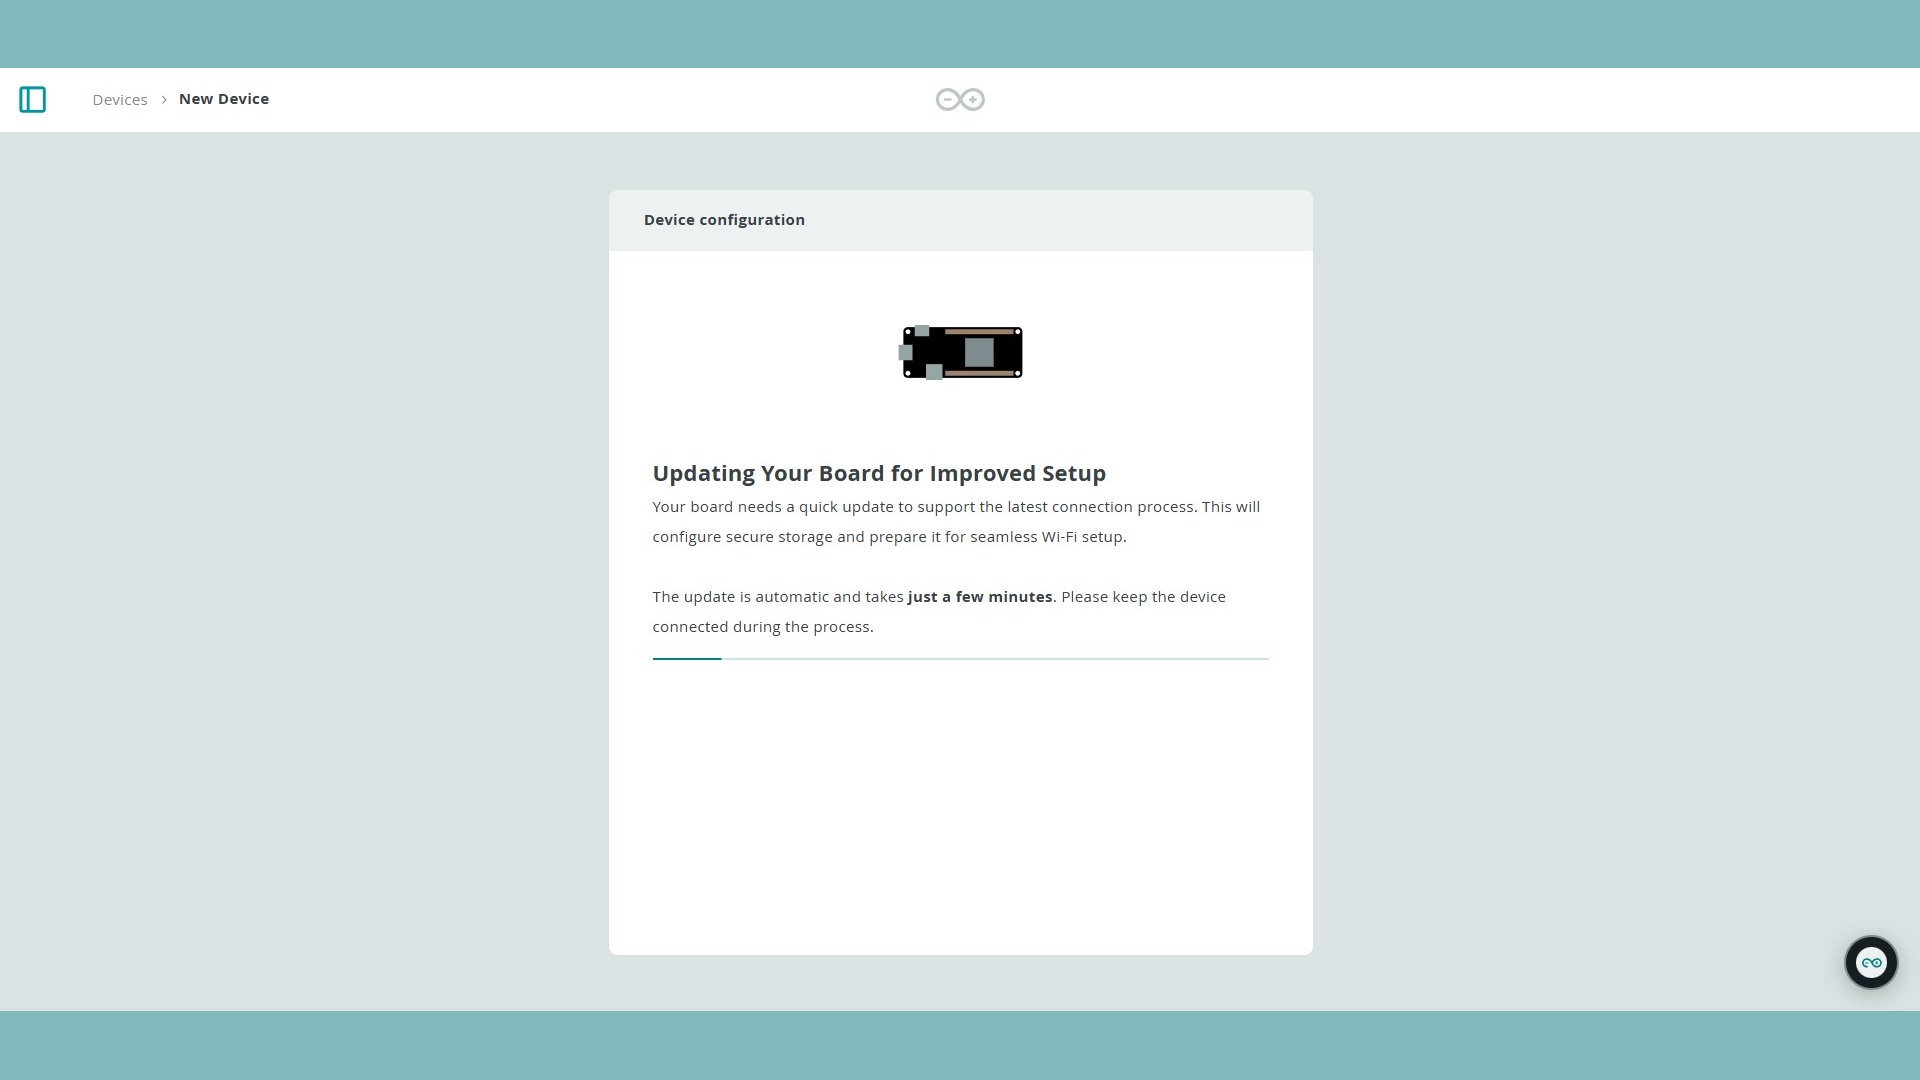 Devices > New Device
Device configuration
Updating Your Board for Improved Setup
Your board needs a quick update to support the latest connection process. This will
configure secure storage and prepare it for seamless Wi-Fi setup.
The update is automatic and takes just a few minutes. Please keep the device
connected during the process.